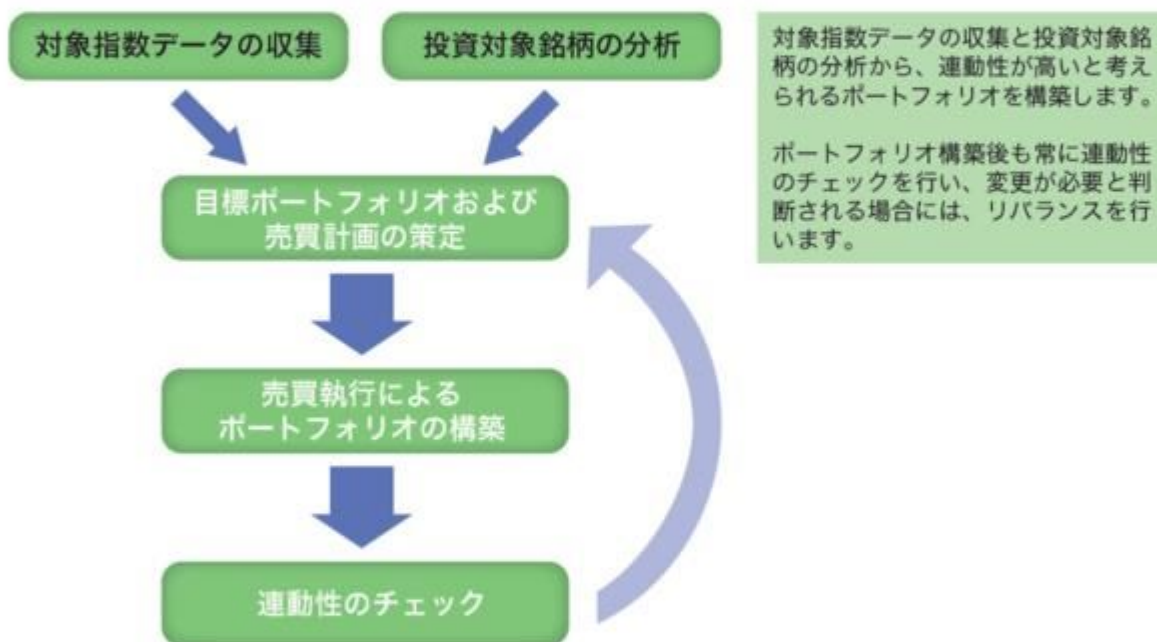 対象指数データの収集
投資対象銘柄の分析
目標ポートフォリオおよび
売買計画の策定
売買執行による
ポートフォリオの構築
連動性のチェック
対象指数データの収集と投資対象銘
柄の分析から、連動性が高いと考え
られるポートフォリオを構築します。
ポートフォリオ構築後も常に連動性
のチェックを行い、変更が必要と判
断される場合には、リバランスを行
います。